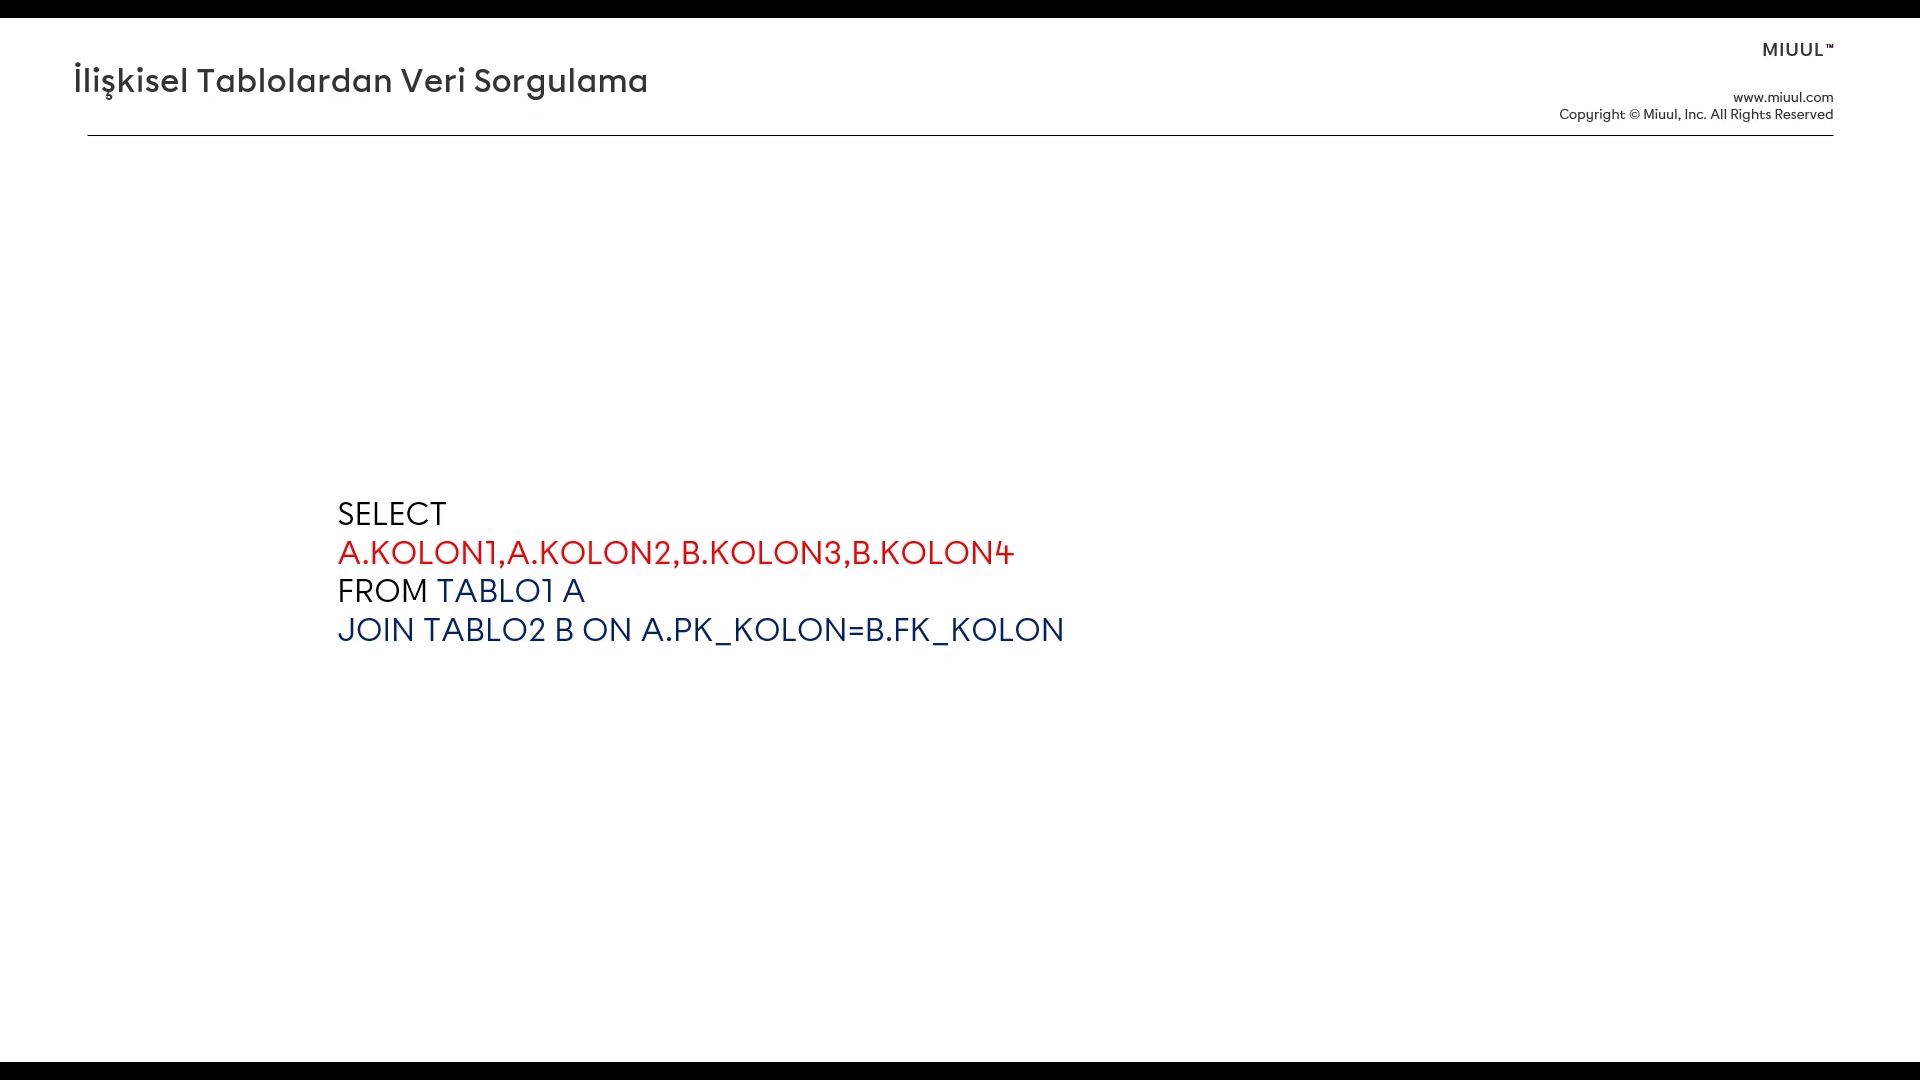 İlişkisel Tablolardan Veri Sorgulama
MIUUL™
www.miuul.com
Copyright © Miuul, Inc. All Rights Reserved
SELECT
A.KOLON1,A.KOLON2,B.KOLON3,B.KOLON4
FROM TABLO1 A
JOIN TABLO2 B ON A.PK_KOLON=B.FK_KOLON